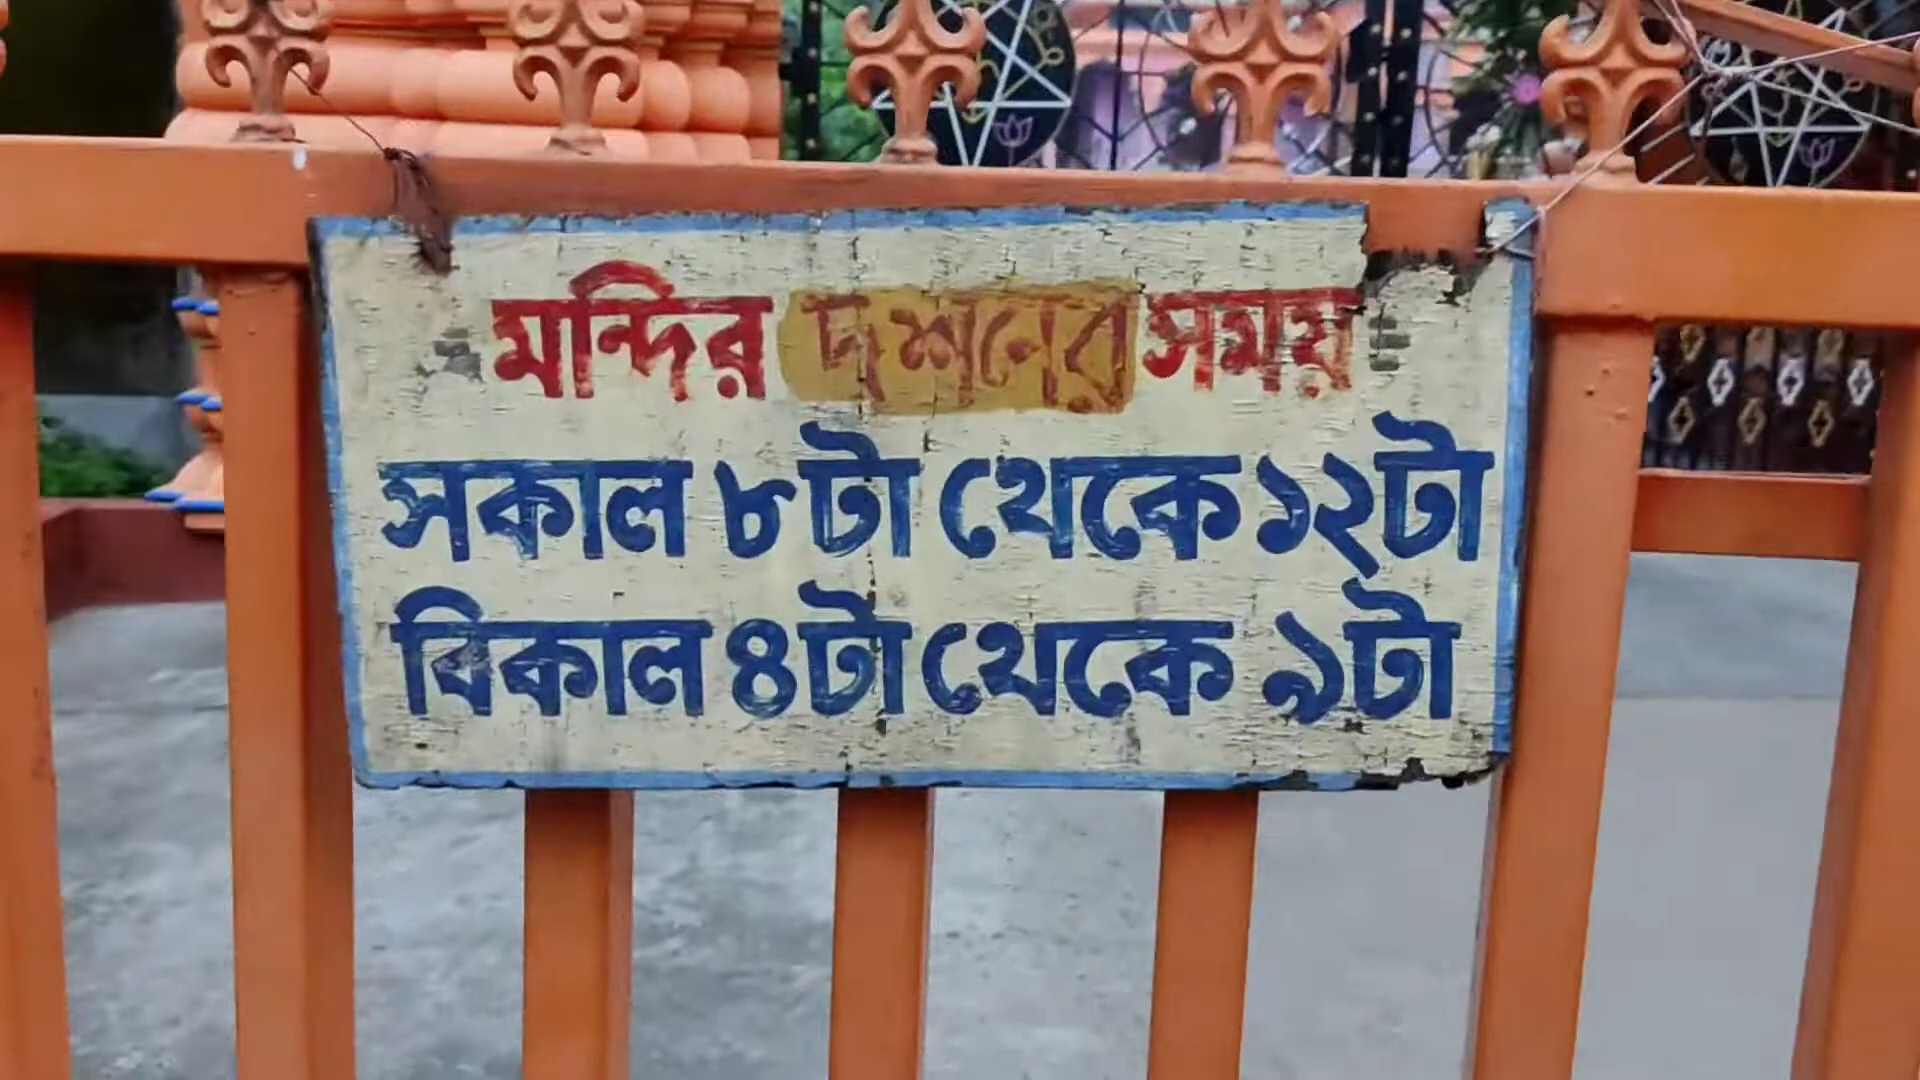 মন্দির দর্শনের সময়
সকাল ৮টা থেকে ১২টা
বিকাল ৪টা থেকে ৯টা